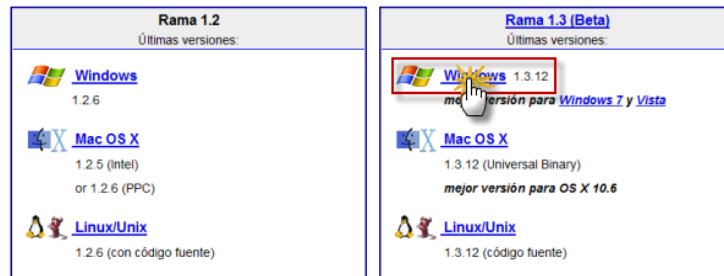 Rama 1.2
Últimas versiones:
Windows
1.2.6
Mac OS X
1.2.5 (Intel)
or 1.2.6 (PPC)
Linux/Unix
1.2.6 (con código fuente)
Rama 1.3 (Beta)
Últimas versiones:
Windows 1.3.12
versión para Windows 7 y Vista
Mac OS X
1.3.12 (Universal Binary)
mejor versión para OS X 10.6
Linux/Unix
1.3.12 (código fuente)